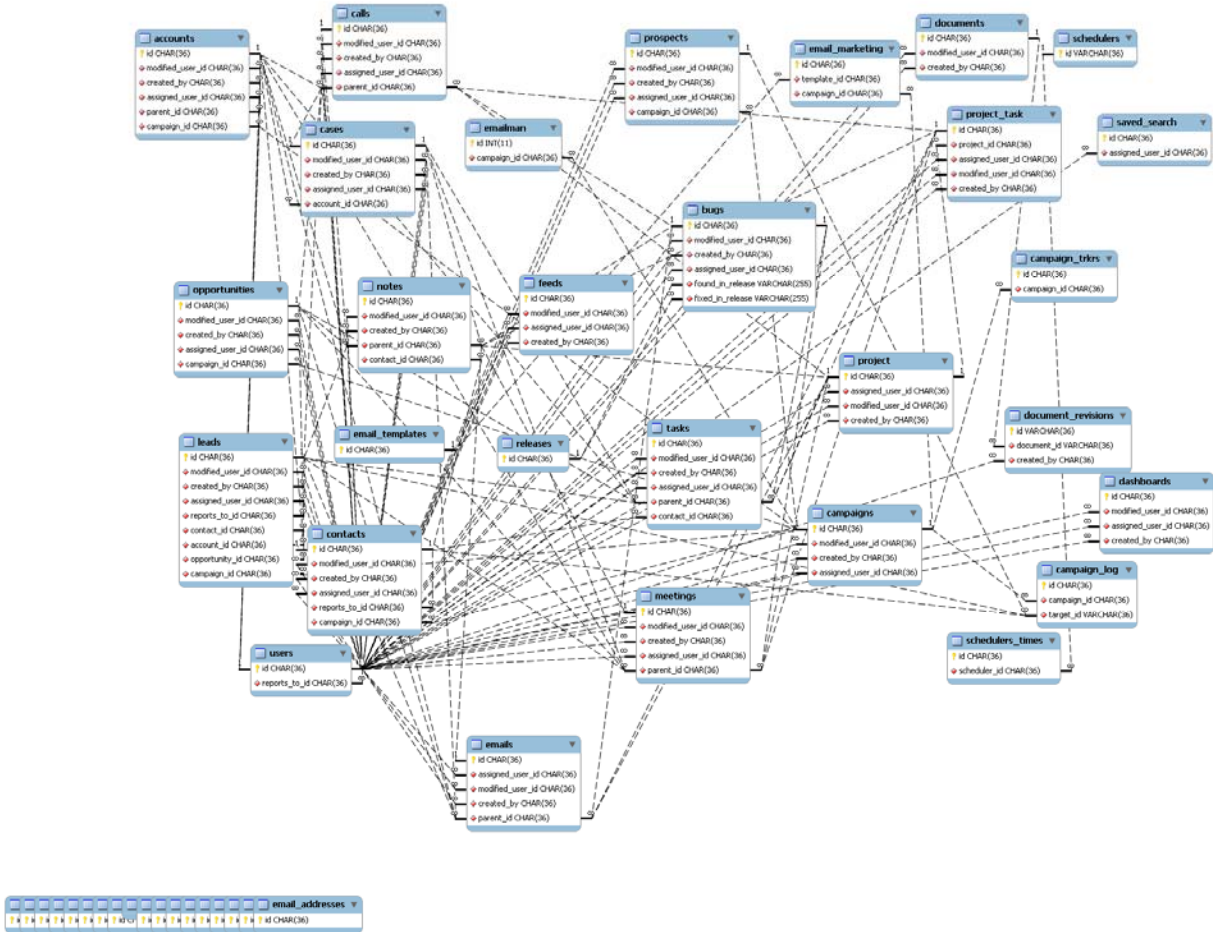 accounts
id CHAR(36)
modified_user_id CHAR(36)
created_by CHAR(36)
assigned_user_id CHAR(36)
parent_id CHAR(36)
campaign_id CHAR(36)
calls
id CHAR(36)
modified_user_id CHAR(36)
created_by CHAR(36)
assigned_user_id CHAR(36)
parent_id CHAR(36)
prospects
id CHAR(36)
modified_user_id CHAR(36)
created_by CHAR(36)
assigned_user_id CHAR(36)
campaign_id CHAR(36)
email_marketing
id CHAR(36)
template_id CHAR(36)
campaign_id CHAR(36)
documents
id CHAR(36)
modified_user_id CHAR(36)
created_by CHAR(36)
schedulers
id VARCHAR(36)
cases
id CHAR(36)
modified_user_id CHAR(36)
created_by CHAR(36)
assigned_user_id CHAR(36)
account_id CHAR(36)
emailman
id INT(11)
campaign_id CHAR(36)
project_task
id CHAR(36)
project_id CHAR(36)
assigned_user_id CHAR(36)
modified_user_id CHAR(36)
created_by CHAR(36)
saved_search
id CHAR(36)
assigned_user_id CHAR(36)
bugs
id CHAR(36)
modified_user_id CHAR(36)
created_by CHAR(36)
assigned_user_id CHAR(36)
found_in_release VARCHAR(255)
fixed_in_release VARCHAR(255)
campaign_trkrs
id CHAR(36)
campaign_id CHAR(36)
opportunities
id CHAR(36)
modified_user_id CHAR(36)
created_by CHAR(36)
assigned_user_id CHAR(36)
campaign_id CHAR(36)
notes
id CHAR(36)
modified_user_id CHAR(36)
created_by CHAR(36)
parent_id CHAR(36)
contact_id CHAR(36)
feeds
id CHAR(36)
modified_user_id CHAR(36)
assigned_user_id CHAR(36)
created_by CHAR(36)
project
id CHAR(36)
assigned_user_id CHAR(36)
modified_user_id CHAR(36)
created_by CHAR(36)
leads
id CHAR(36)
modified_user_id CHAR(36)
created_by CHAR(36)
assigned_user_id CHAR(36)
reports_to_id CHAR(36)
contact_id CHAR(36)
account_id CHAR(36)
opportunity_id CHAR(36)
campaign_id CHAR(36)
email_templates
id CHAR(36)
releases
id CHAR(36)
tasks
id CHAR(36)
modified_user_id CHAR(36)
created_by CHAR(36)
assigned_user_id CHAR(36)
parent_id CHAR(36)
contact_id CHAR(36)
document_revisions
id VARCHAR(36)
document_id VARCHAR(36)
created_by CHAR(36)
dashboards
id CHAR(36)
modified_user_id CHAR(36)
assigned_user_id CHAR(36)
created_by CHAR(36)
contacts
id CHAR(36)
modified_user_id CHAR(36)
created_by CHAR(36)
assigned_user_id CHAR(36)
reports_to_id CHAR(36)
campaign_id CHAR(36)
campaigns
id CHAR(36)
modified_user_id CHAR(36)
created_by CHAR(36)
assigned_user_id CHAR(36)
campaign_log
id CHAR(36)
campaign_id CHAR(36)
target_id VARCHAR(36)
meetings
id CHAR(36)
modified_user_id CHAR(36)
created_by CHAR(36)
assigned_user_id CHAR(36)
parent_id CHAR(36)
schedulers_times
id CHAR(36)
scheduler_id CHAR(36)
users
id CHAR(36)
reports_to_id CHAR(36)
emails
id CHAR(36)
assigned_user_id CHAR(36)
modified_user_id CHAR(36)
created_by CHAR(36)
parent_id CHAR(36)
email_addresses
id CHAR(36)